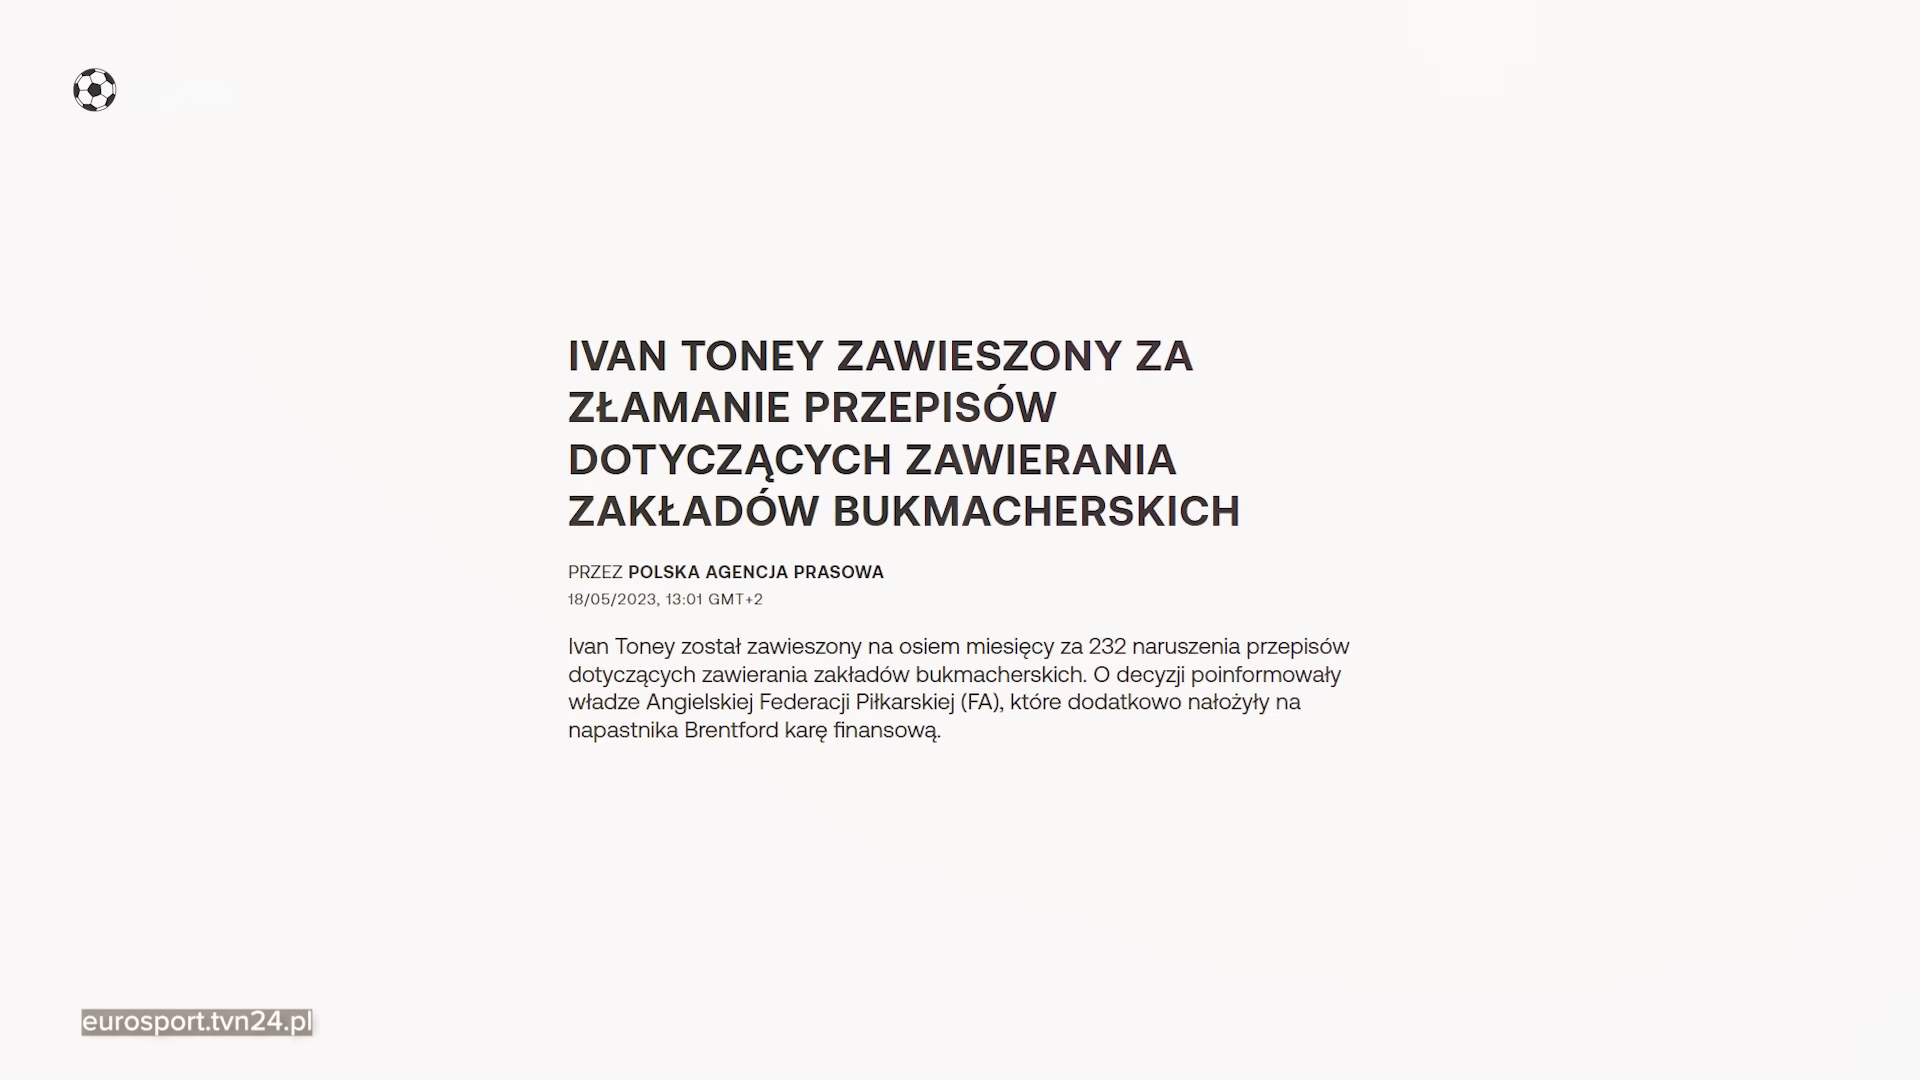 IVAN TONEY ZAWIESZONY ZA
ZŁAMANIE PRZEPISÓW
DOTYCZĄCYCH ZAWIERANIA
ZAKŁADÓW BUKMACHERSKICH
PRZEZ POLSKA AGENCJA PRASOWA
18/05/2023, 13:01 GMT+2
Ivan Toney został zawieszony na osiem miesięcy za 232 naruszenia przepisów
dotyczących zawierania zakładów bukmacherskich. O decyzji poinformowały
władze Angielskiej Federacji Piłkarskiej (FA), które dodatkowo nałożyły na
napastnika Brentford karę finansową.
eurosport.tvn24.pl